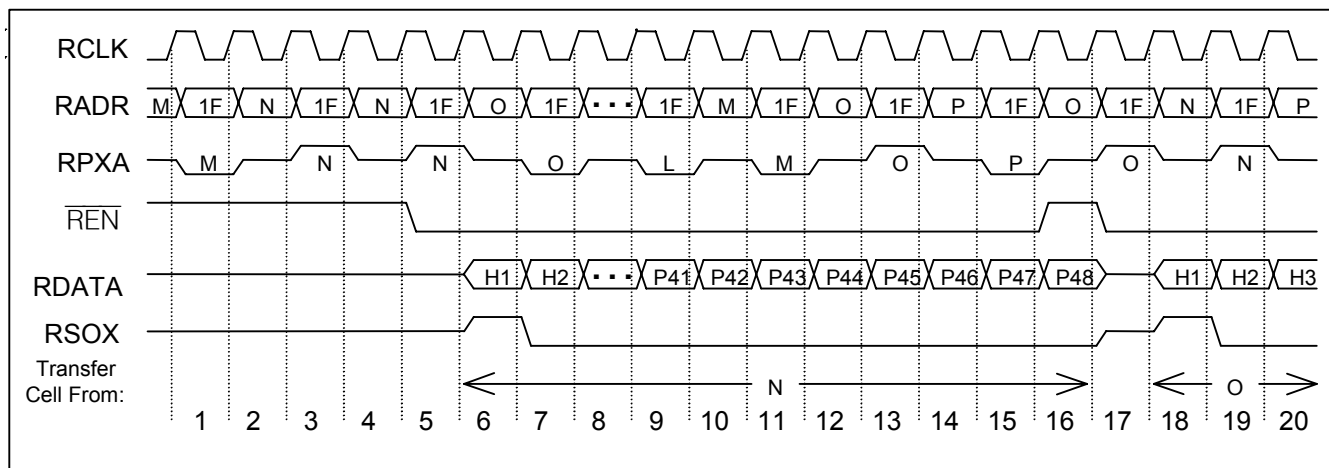 RCLK
RADR M 1F N 1F N 1F O 1F ··· 1F M 1F O 1F P 1F O 1F N 1F P
RPXA M N N O L M O P O N
REN
RDATA H1 H2 ··· P41 P42 P43 P44 P45 P46 P47 P48 H1 H2 H3
RSOX
Transfer
Cell From: N O
1 2 3 4 5 6 7 8 9 10 11 12 13 14 15 16 17 18 19 20